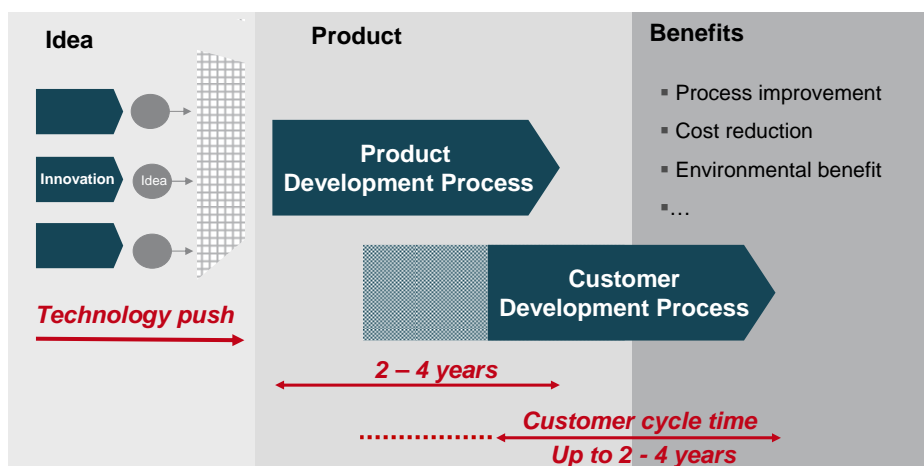 Idea
Product
Benefits
Innovation
Idea
Technology push
Product
Development Process
Customer
Development Process
▪ Process improvement
▪ Cost reduction
▪ Environmental benefit
▪ …
2 – 4 years
Customer cycle time
Up to 2 - 4 years